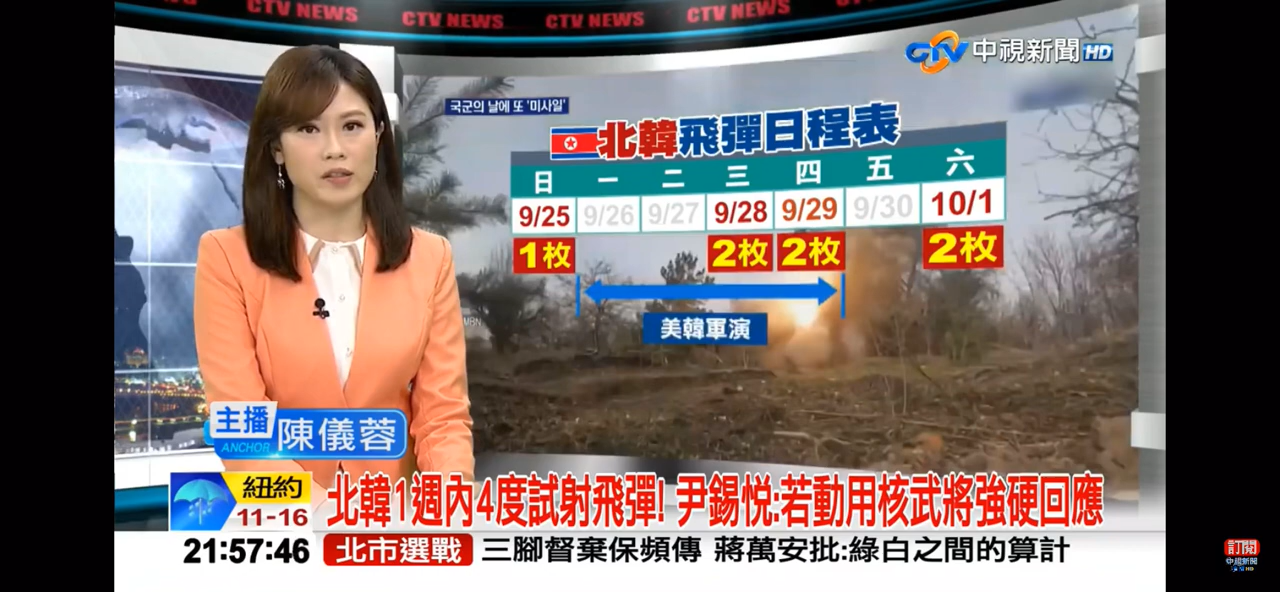 CTV NEWS
CTV NEWS
CTV NEWS
CTV NEWS
CTV 中視新聞 HD
국군의 날에 또 '미사일'
北韓飛彈日程表
日 一 二 三 四 五 六
9/25 9/26 9/27 9/28 9/29 9/30 10/1
1枚 2枚 2枚 2枚
美韓軍演
MBN
主播 陳儀蓉
ANCHOR
紐約
11-16
北韓1週內4度試射飛彈! 尹錫悅:若動用核武將強硬回應
21:57:46 北市選戰 三腳督棄保頻傳 蔣萬安批:綠白之間的算計
訂閱
中視新聞